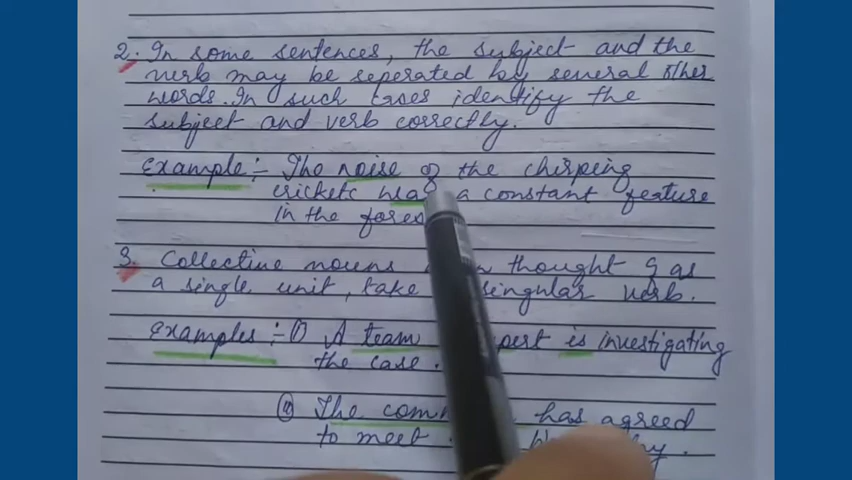 2. In some sentences, the subject and the
verb may be seperated by several other
words. In such cases identify the
subject and verb correctly.
Example:- The noise of the chirping
crickets was a constant feature
in the
3. Collective nouns thought of as
a single unit, take singular verb.
Examples:- (i) A team is investigating
the case.
(ii) The has agreed
to meet